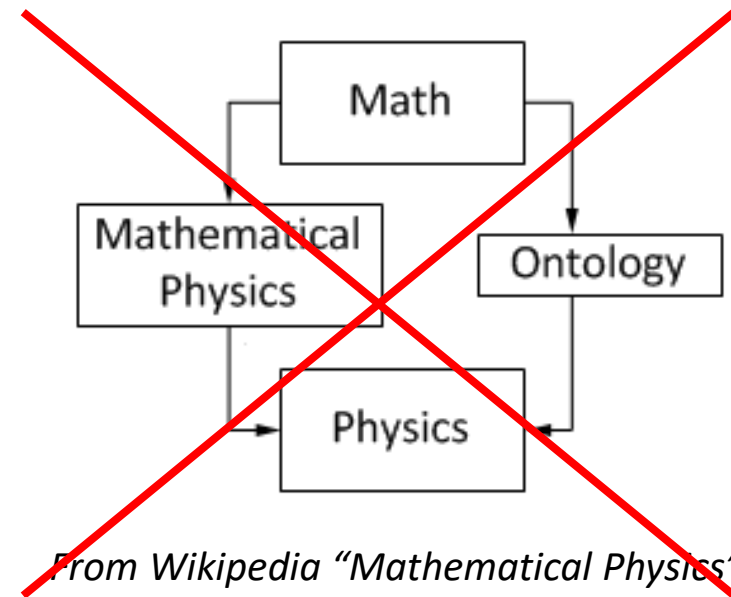 Math
Mathematical
Physics
Ontology
Physics
From Wikipedia “Mathematical Physics”